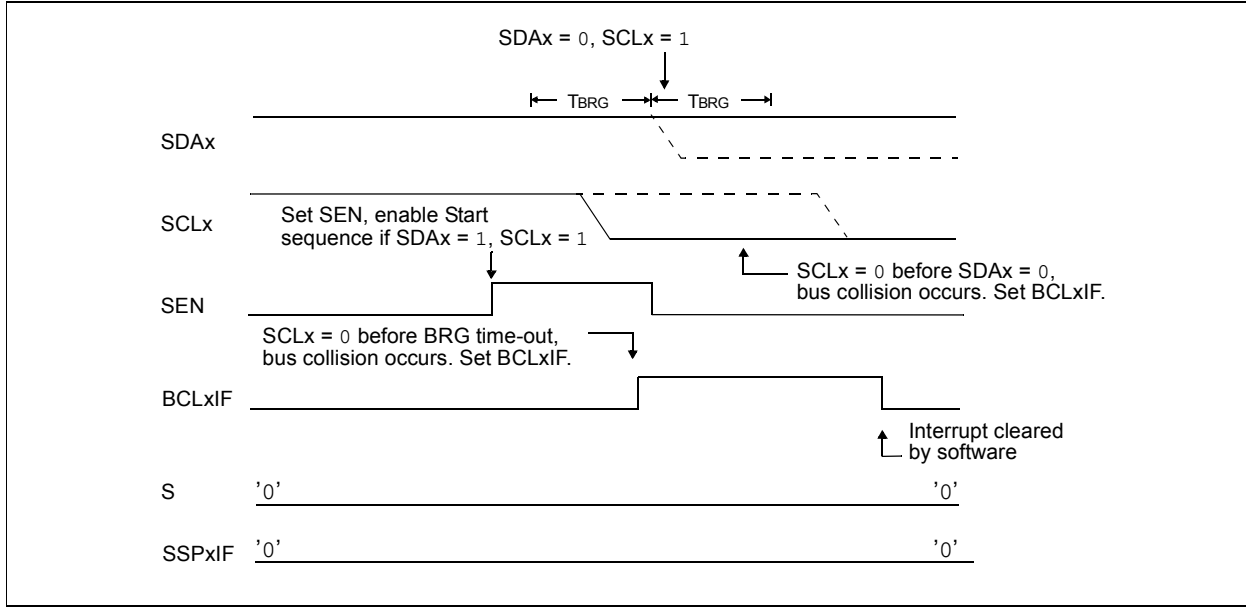 SDAx = 0, SCLx = 1
TBRG TBRG
SDAx
SCLx
Set SEN, enable Start
sequence if SDAx = 1, SCLx = 1
SCLx = 0 before SDAx = 0,
bus collision occurs. Set BCLxIF.
SEN
SCLx = 0 before BRG time-out,
bus collision occurs. Set BCLxIF.
BCLxIF
Interrupt cleared
by software
S '0' '0'
SSPxIF '0' '0'